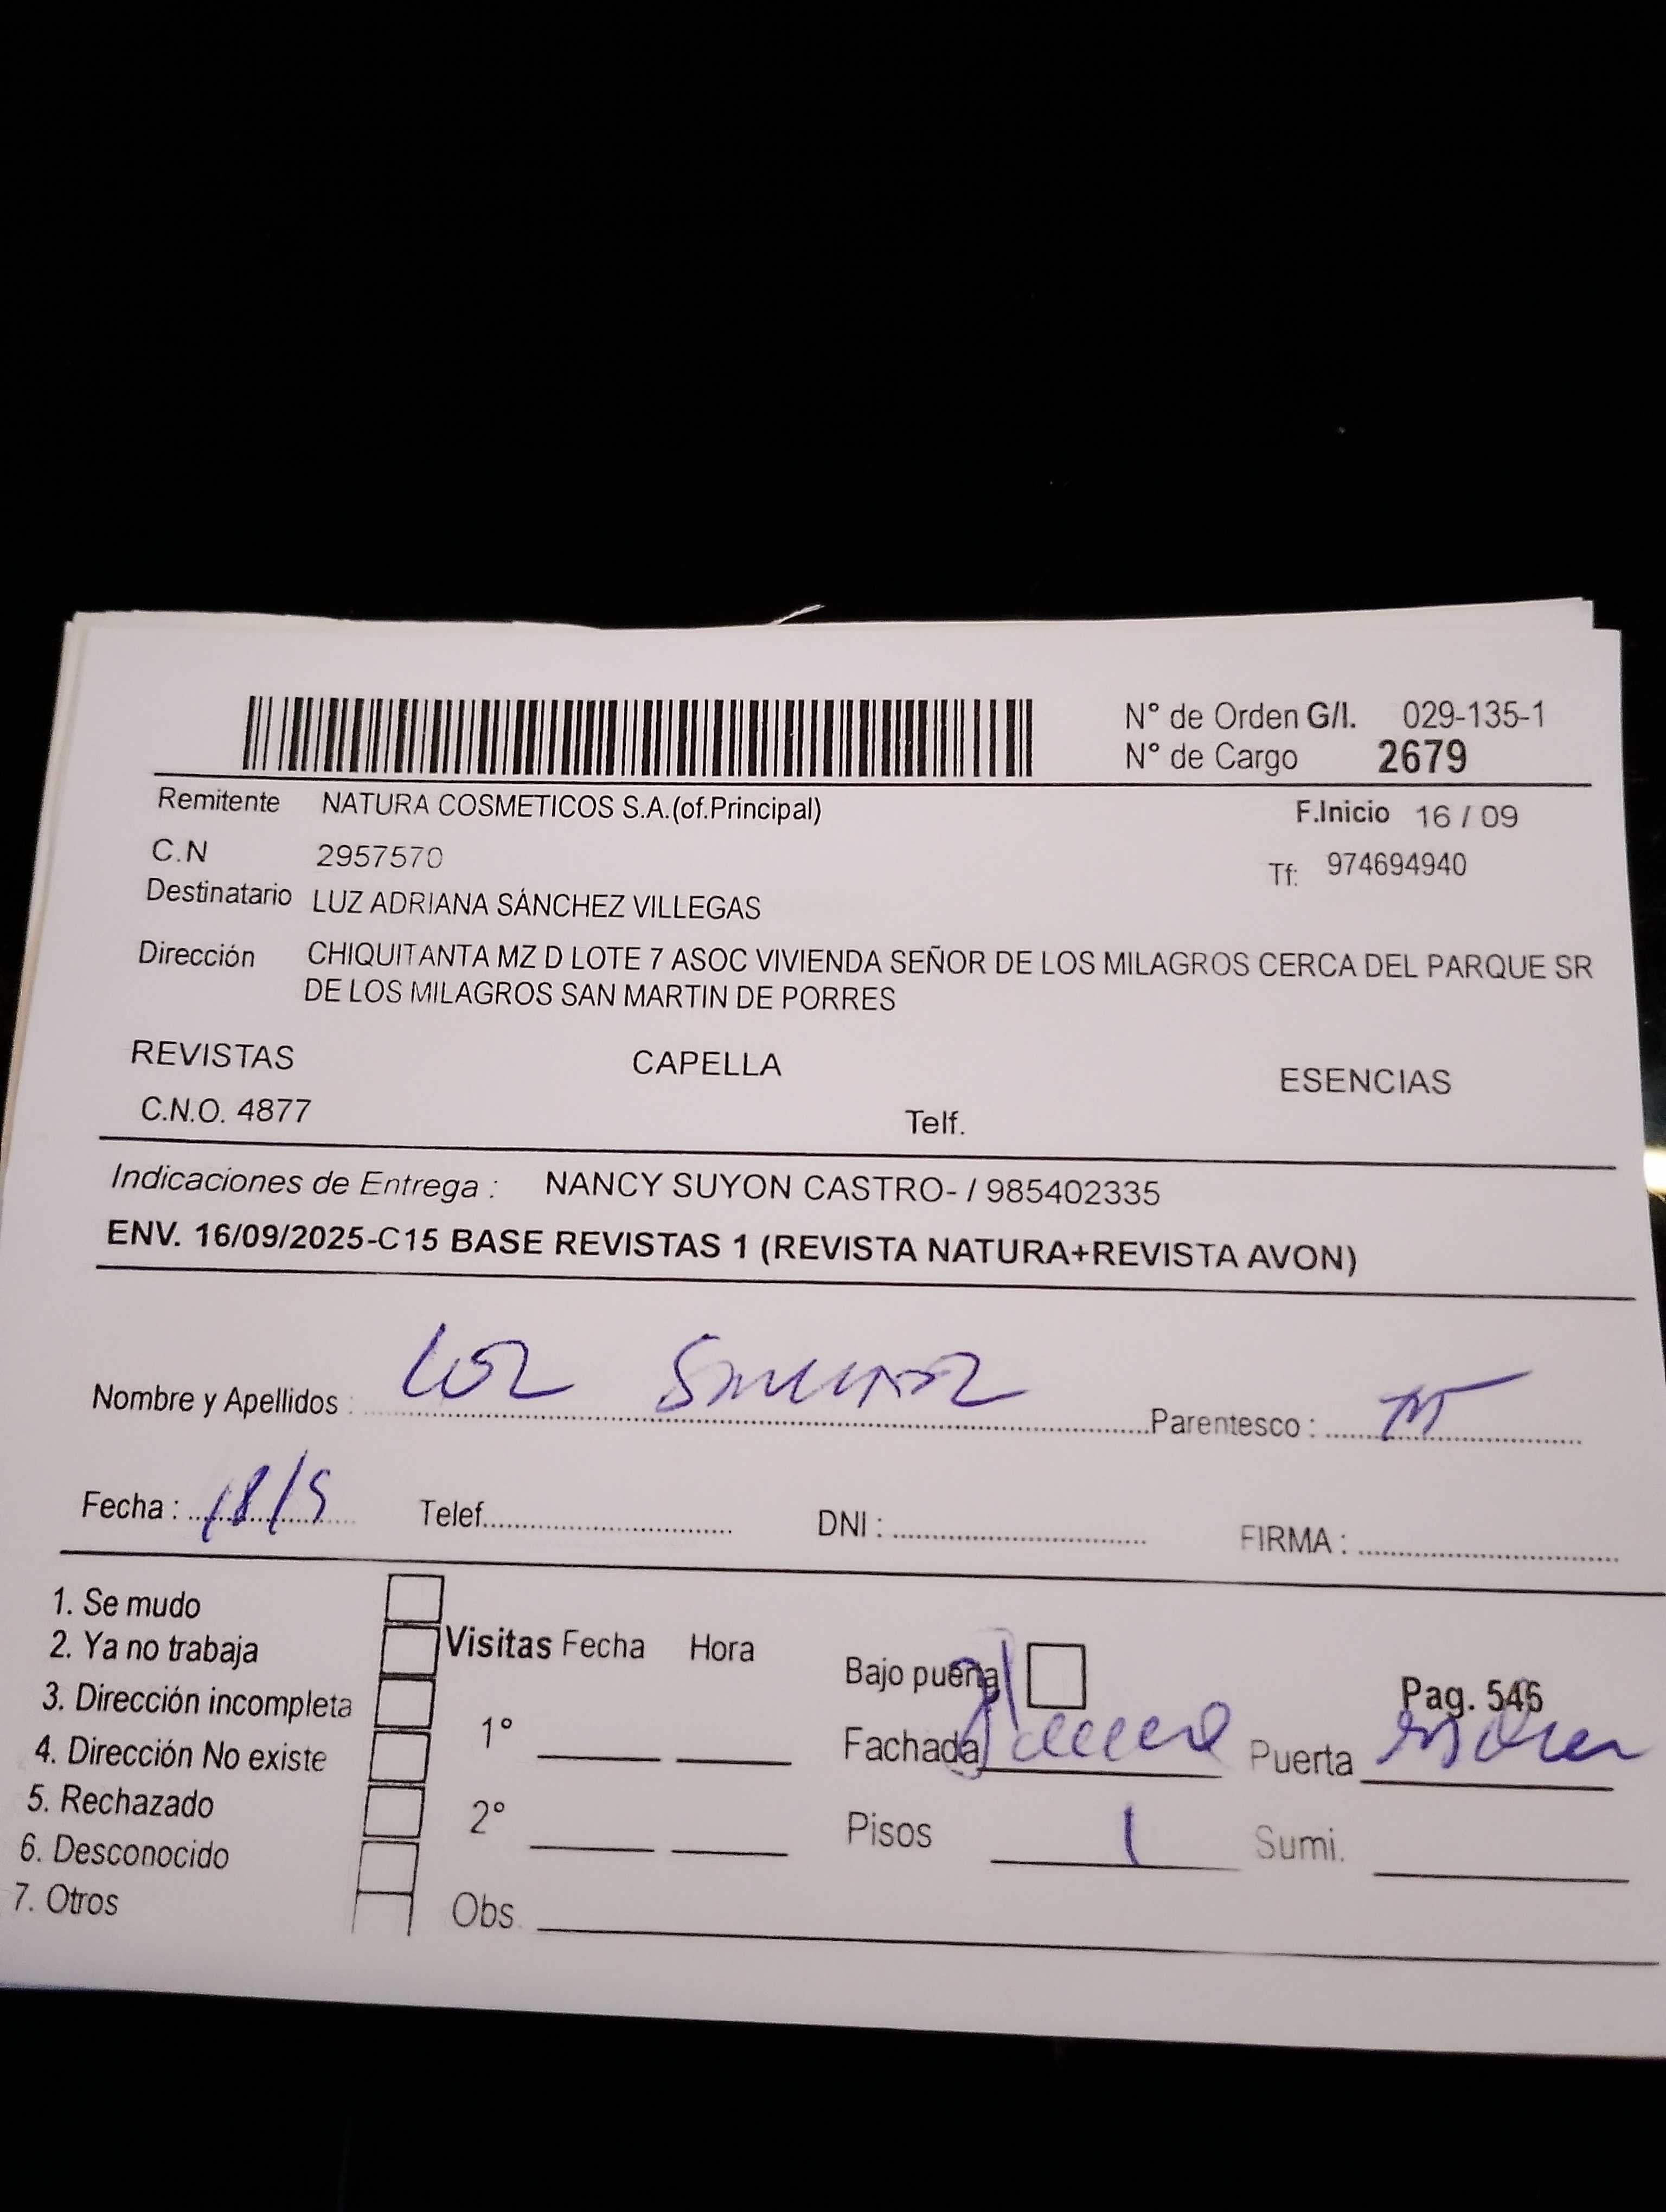 N° de Orden G/I. 029-135-1
N° de Cargo 2679
Remitente NATURA COSMETICOS S.A.(of.Principal) F.Inicio 16 / 09
C.N 2957570 Tf: 974694940
Destinatario LUZ ADRIANA SÁNCHEZ VILLEGAS
Dirección CHIQUITANTA MZ D LOTE 7 ASOC VIVIENDA SEÑOR DE LOS MILAGROS CERCA DEL PARQUE SR
DE LOS MILAGROS SAN MARTIN DE PORRES
REVISTAS CAPELLA ESENCIAS
C.N.O. 4877 Telf.
Indicaciones de Entrega : NANCY SUYON CASTRO- / 985402335
ENV. 16/09/2025-C15 BASE REVISTAS 1 (REVISTA NATURA+REVISTA AVON)
Nombre y Apellidos : Luz Parentesco :
Fecha : Telef. DNI : FIRMA :
1. Se mudo
2. Ya no trabaja
3. Dirección incompleta
4. Dirección No existe
5. Rechazado
6. Desconocido
7. Otros
Visitas Fecha Hora
1°
2°
Obs.
Bajo puerta Pag. 546
Fachada Puerta
Pisos 1 Sumi.